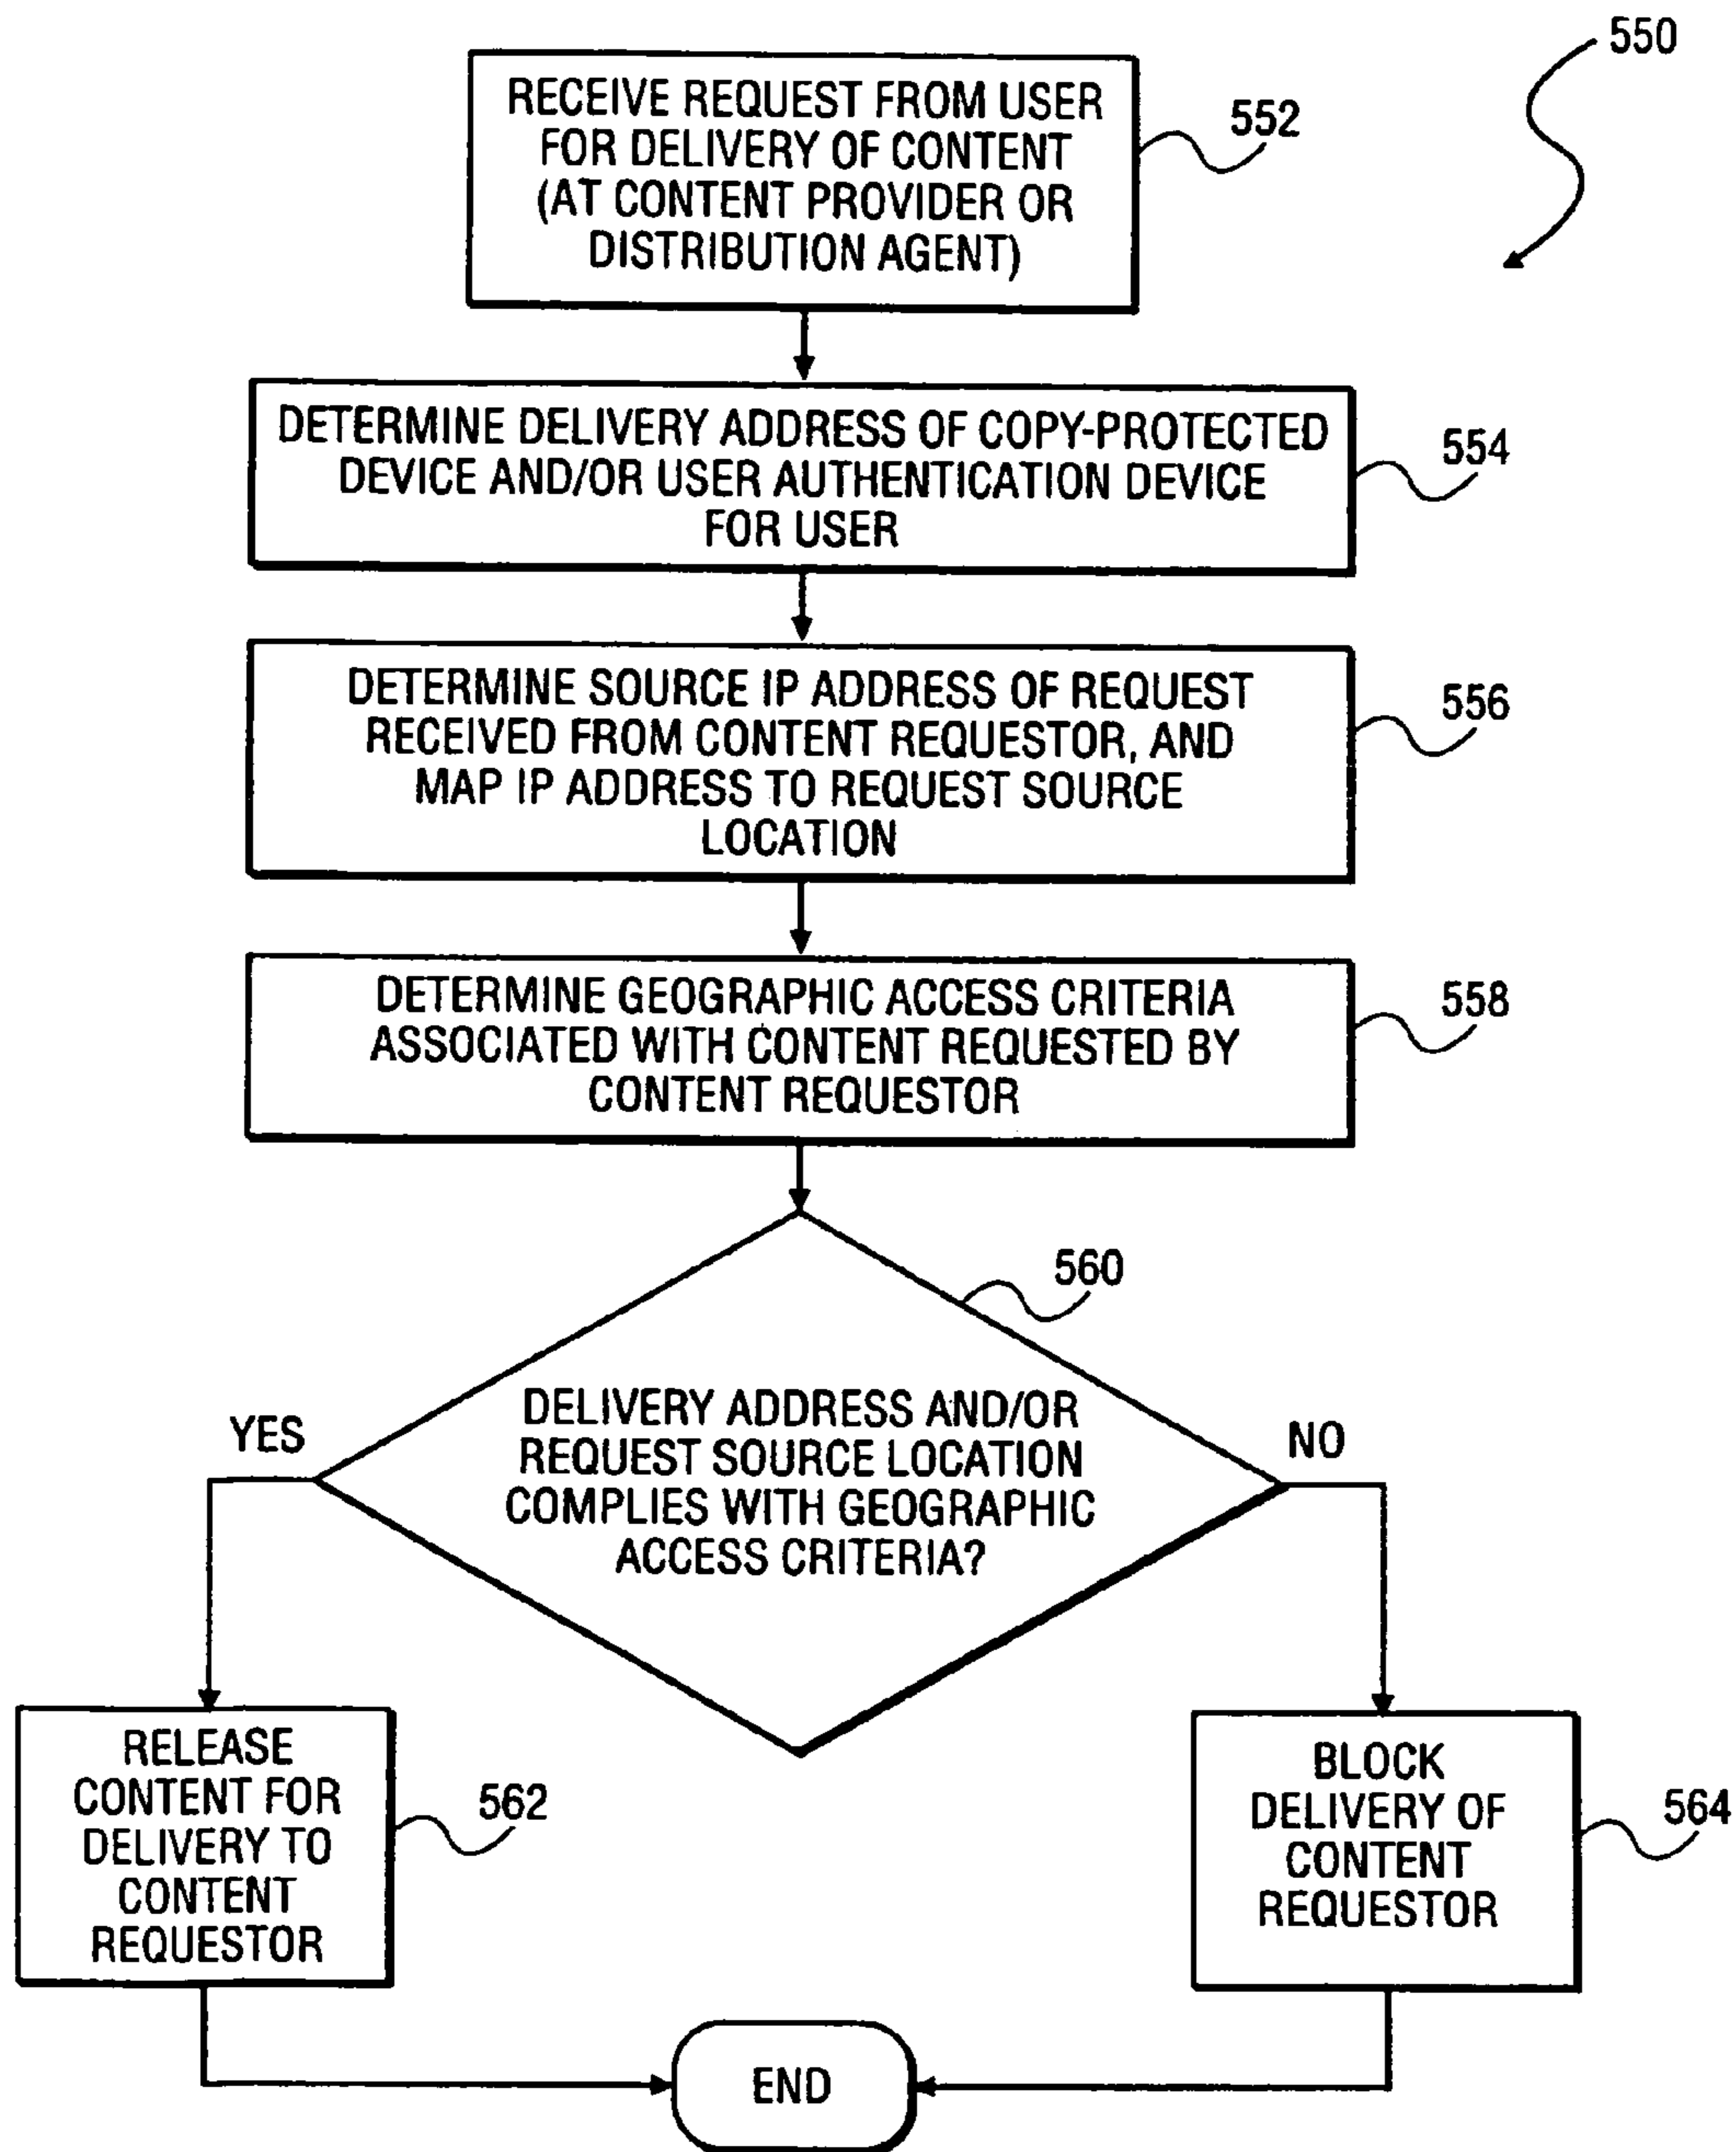 550
RECEIVE REQUEST FROM USER
FOR DELIVERY OF CONTENT
(AT CONTENT PROVIDER OR
DISTRIBUTION AGENT)
552
DETERMINE DELIVERY ADDRESS OF COPY-PROTECTED
DEVICE AND/OR USER AUTHENTICATION DEVICE
FOR USER
554
DETERMINE SOURCE IP ADDRESS OF REQUEST
RECEIVED FROM CONTENT REQUESTOR, AND
MAP IP ADDRESS TO REQUEST SOURCE
LOCATION
556
DETERMINE GEOGRAPHIC ACCESS CRITERIA
ASSOCIATED WITH CONTENT REQUESTED BY
CONTENT REQUESTOR
558
560
DELIVERY ADDRESS AND/OR
REQUEST SOURCE LOCATION
COMPLIES WITH GEOGRAPHIC
ACCESS CRITERIA?
YES
NO
RELEASE
CONTENT FOR
DELIVERY TO
CONTENT
REQUESTOR
562
BLOCK
DELIVERY OF
CONTENT
REQUESTOR
564
END